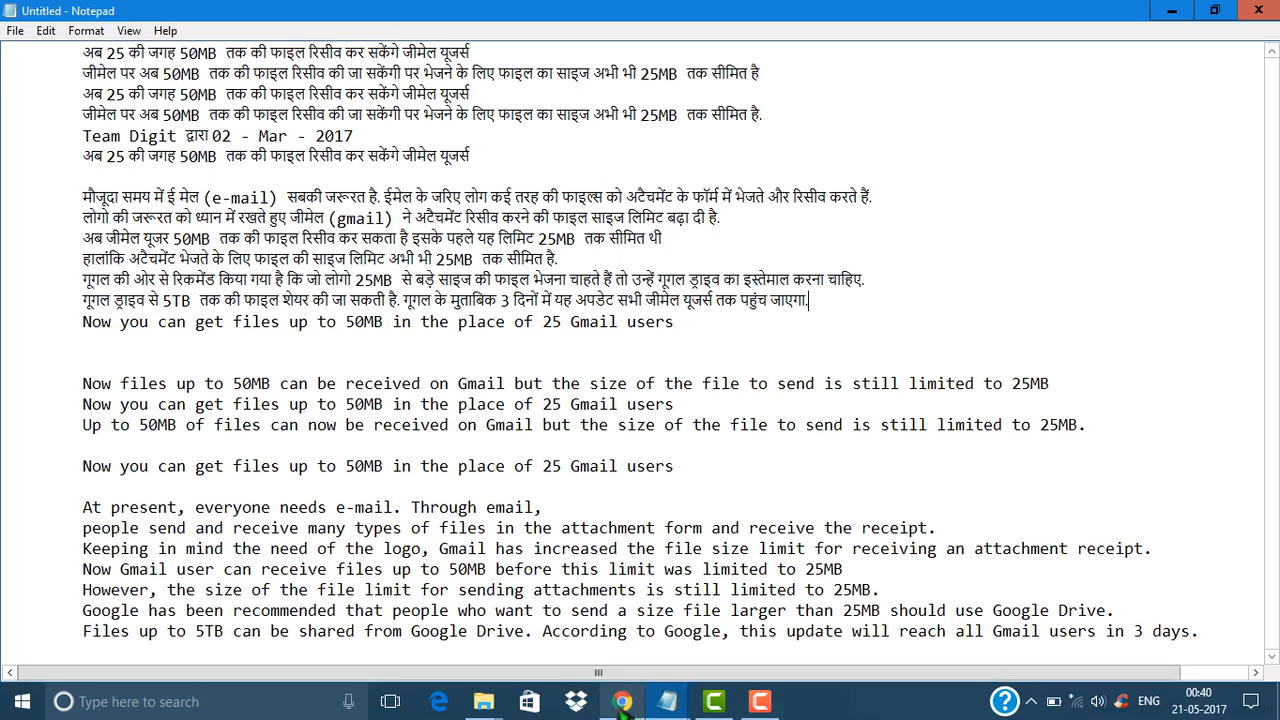 Untitled - Notepad
File Edit Format View Help
अब 25 की जगह 50MB तक की फाइल रिसीव कर सकेंगे जीमेल यूजर्स
जीमेल पर अब 50MB तक की फाइल रिसीव की जा सकेंगी पर भेजने के लिए फाइल का साइज अभी भी 25MB तक सीमित है
अब 25 की जगह 50MB तक की फाइल रिसीव कर सकेंगे जीमेल यूजर्स
जीमेल पर अब 50MB तक की फाइल रिसीव की जा सकेंगी पर भेजने के लिए फाइल का साइज अभी भी 25MB तक सीमित है.
Team Digit द्वारा 02 - Mar - 2017
अब 25 की जगह 50MB तक की फाइल रिसीव कर सकेंगे जीमेल यूजर्स
मौजूदा समय में ई मेल (e-mail) सबकी जरूरत है. ईमेल के जरिए लोग कई तरह की फाइल्स को अटैचमेंट के फॉर्म में भेजते और रिसीव करते हैं.
लोगो की जरूरत को ध्यान में रखते हुए जीमेल (gmail) ने अटैचमेंट रिसीव करने की फाइल साइज लिमिट बढ़ा दी है.
अब जीमेल यूजर 50MB तक की फाइल रिसीव कर सकता है इसके पहले यह लिमिट 25MB तक सीमित थी
हालांकि अटैचमेंट भेजते के लिए फाइल की साइज लिमिट अभी भी 25MB तक सीमित है.
गूगल की ओर से रिकमेंड किया गया है कि जो लोगो 25MB से बड़े साइज की फाइल भेजना चाहते हैं तो उन्हें गूगल ड्राइव का इस्तेमाल करना चाहिए.
गूगल ड्राइव से 5TB तक की फाइल शेयर की जा सकती है. गूगल के मुताबिक 3 दिनों में यह अपडेट सभी जीमेल यूजर्स तक पहुंच जाएगा.
Now you can get files up to 50MB in the place of 25 Gmail users
Now files up to 50MB can be received on Gmail but the size of the file to send is still limited to 25MB
Now you can get files up to 50MB in the place of 25 Gmail users
Up to 50MB of files can now be received on Gmail but the size of the file to send is still limited to 25MB.
Now you can get files up to 50MB in the place of 25 Gmail users
At present, everyone needs e-mail. Through email,
people send and receive many types of files in the attachment form and receive the receipt.
Keeping in mind the need of the logo, Gmail has increased the file size limit for receiving an attachment receipt.
Now Gmail user can receive files up to 50MB before this limit was limited to 25MB
However, the size of the file limit for sending attachments is still limited to 25MB.
Google has been recommended that people who want to send a size file larger than 25MB should use Google Drive.
Files up to 5TB can be shared from Google Drive. According to Google, this update will reach all Gmail users in 3 days.
Type here to search
ENG
00:40
21-05-2017